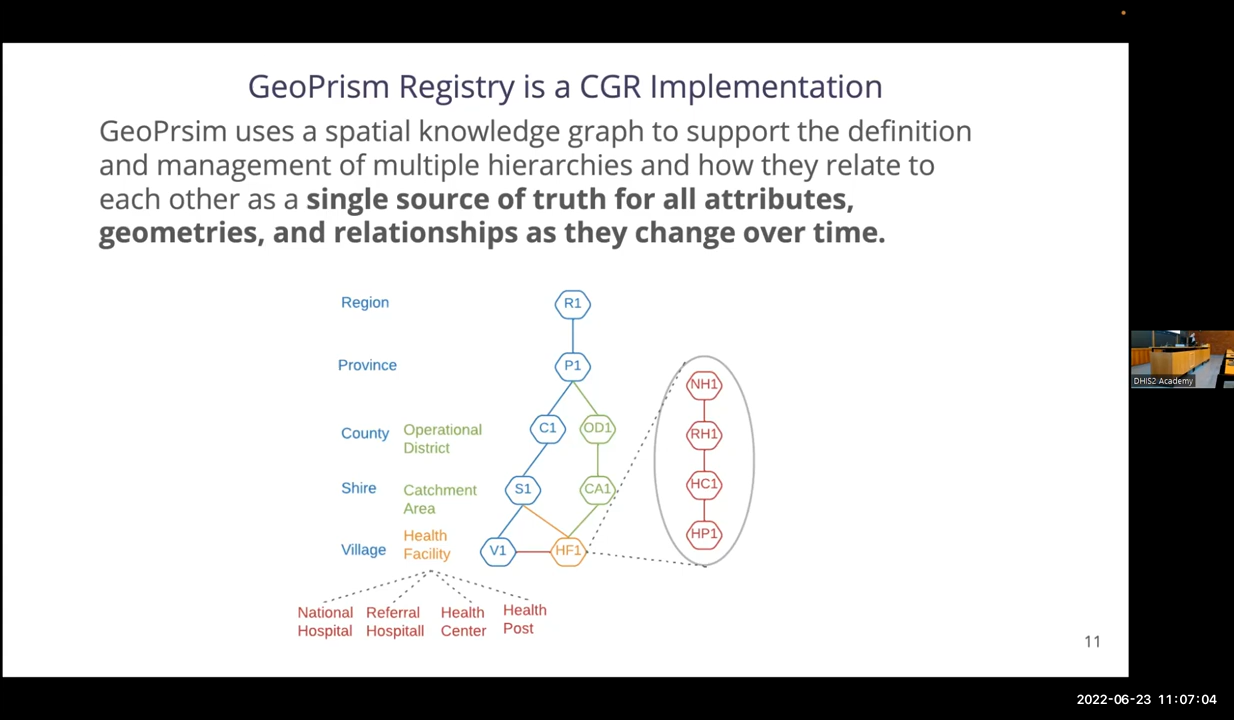 GeoPrism Registry is a CGR Implementation
GeoPrsim uses a spatial knowledge graph to support the definition
and management of multiple hierarchies and how they relate to
each other as a single source of truth for all attributes,
geometries, and relationships as they change over time.
Region
R1
Province
P1
NH1
County
Operational
District
C1
OD1
RH1
Shire
Catchment
Area
S1
CA1
HC1
Village
Health
Facility
V1
HF1
HP1
National
Hospital
Referral
Hospitall
Health
Center
Health
Post
11
DHIS2 Academy
2022-06-23 11:07:04